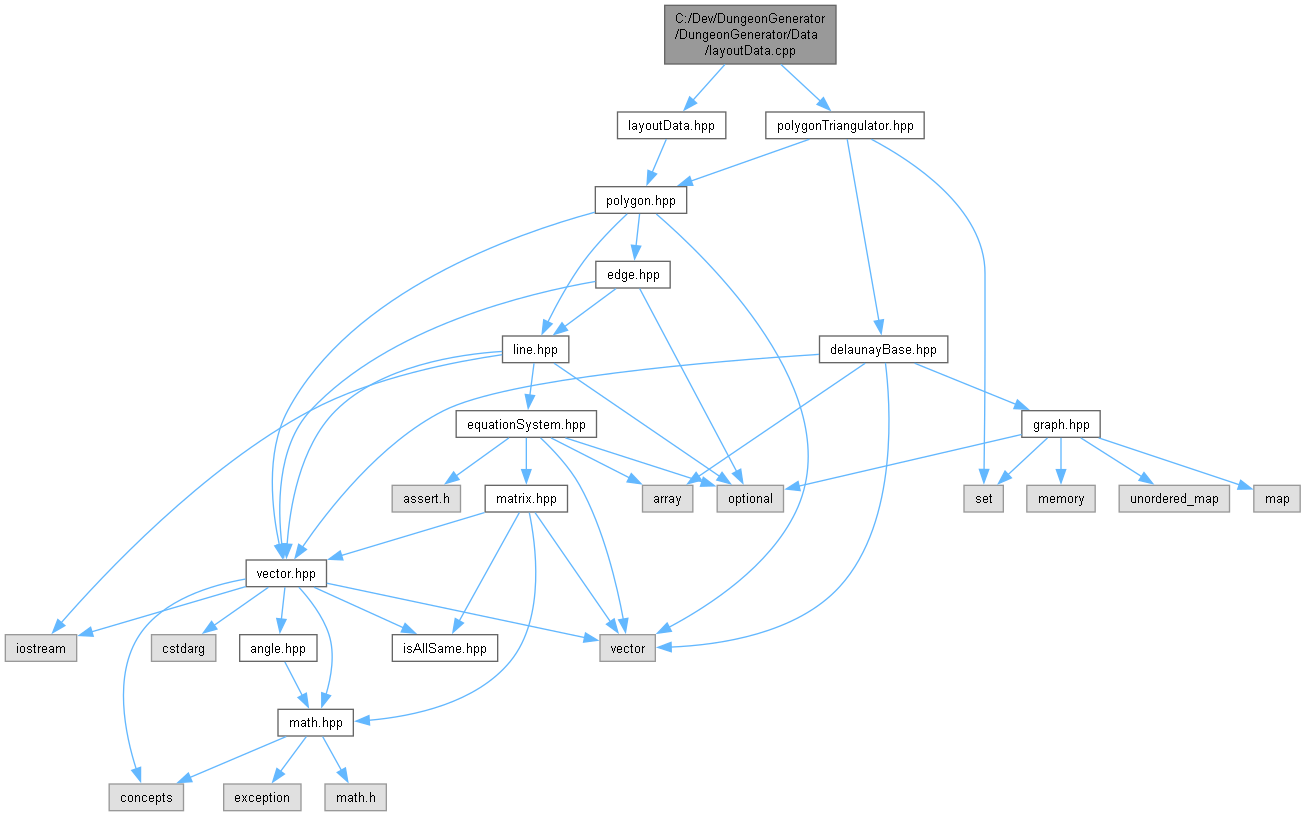 C:/Dev/DungeonGenerator
/DungeonGenerator/Data
/layoutData.cpp
layoutData.hpp
polygonTriangulator.hpp
polygon.hpp
edge.hpp
line.hpp
delaunayBase.hpp
equationSystem.hpp
graph.hpp
assert.h
matrix.hpp
array
optional
set
memory
unordered_map
map
vector.hpp
iostream
cstdarg
angle.hpp
isAllSame.hpp
vector
math.hpp
concepts
exception
math.h